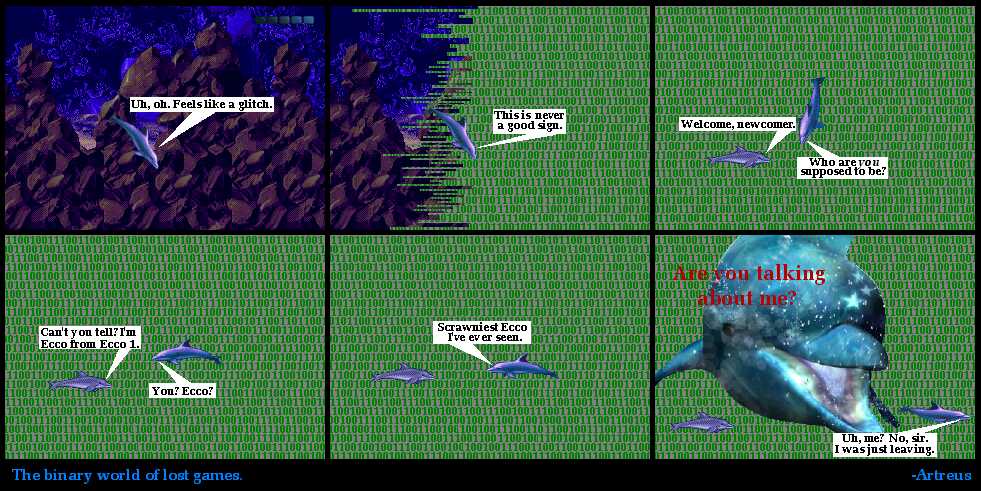 Uh, oh. Feels like a glitch.
This is never
a good sign.
Welcome, newcomer.
Who are you
supposed to be?
Can't you tell? I'm
Ecco from Ecco 1.
You? Ecco?
Scrawniest Ecco
I've ever seen.
Are you talking
about me?
Uh, me? No, sir.
I was just leaving.
The binary world of lost games.
-Artreus